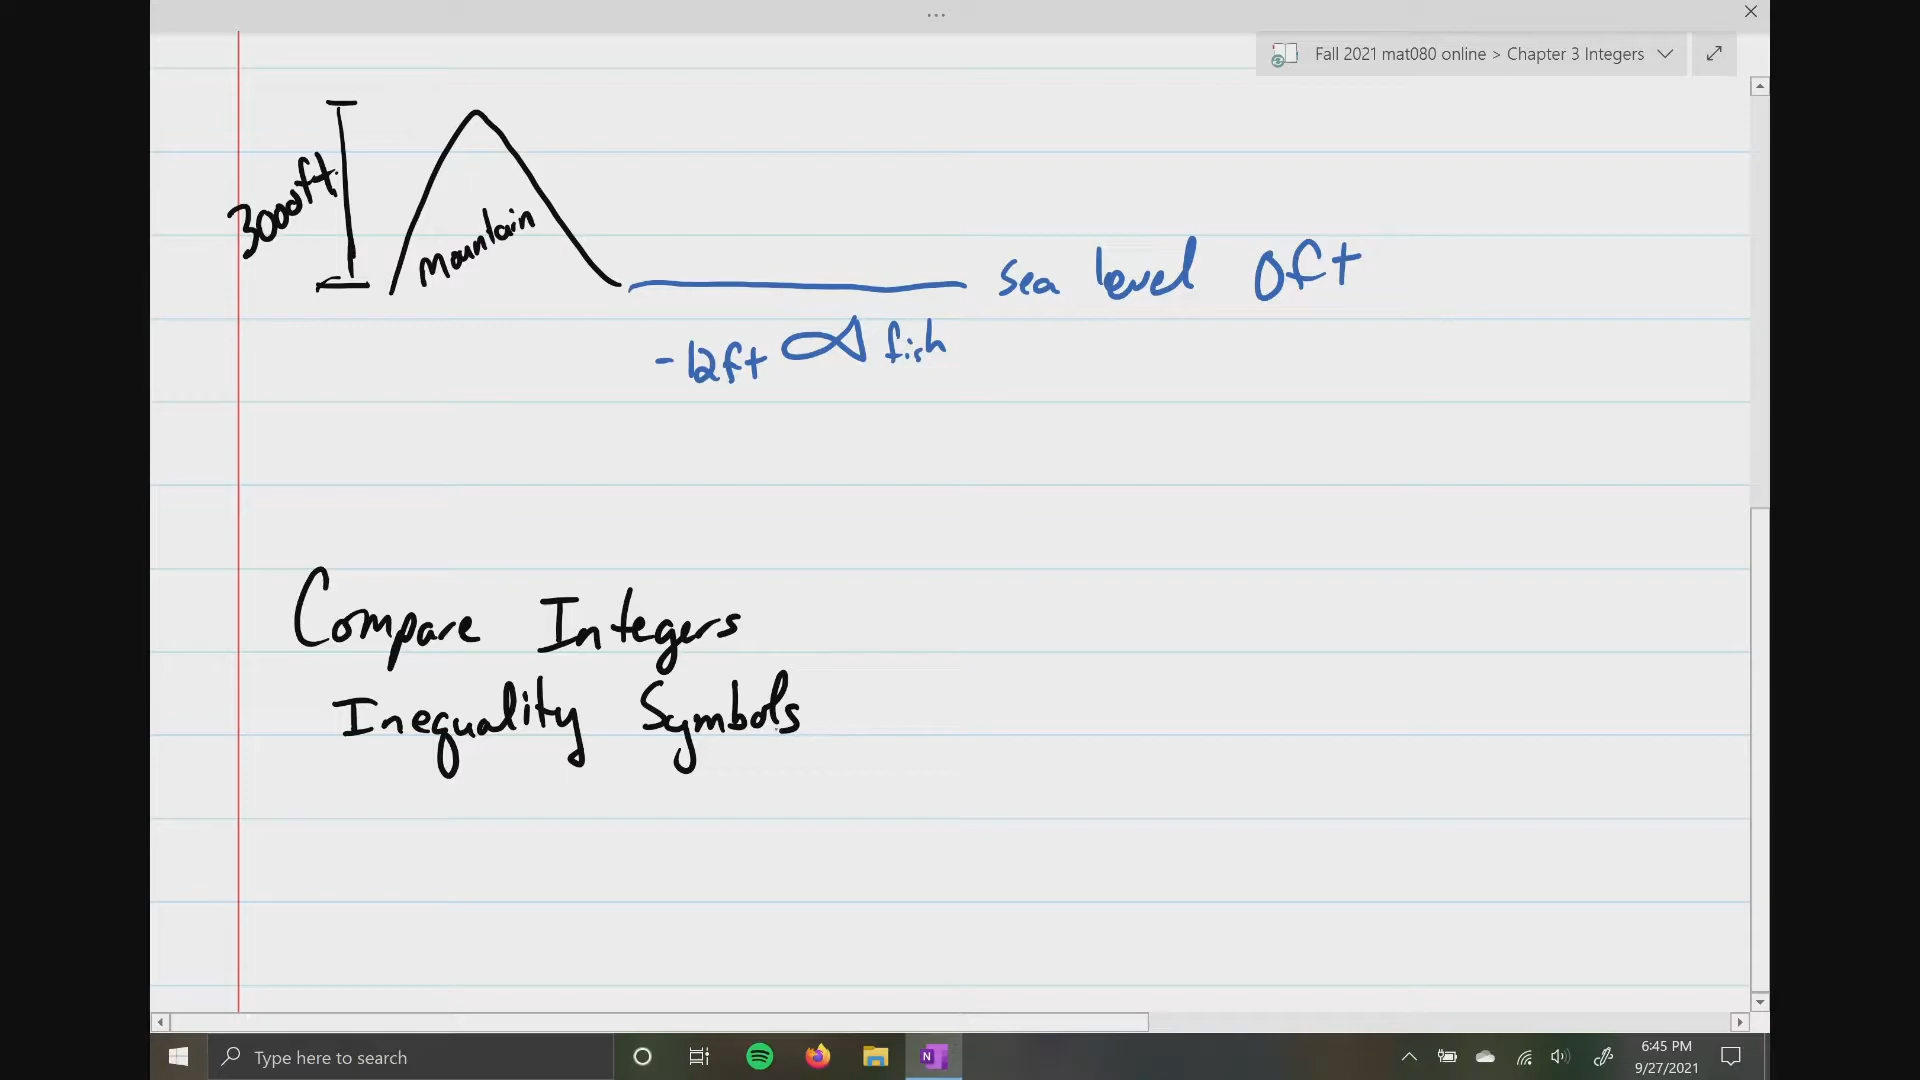 ...
Fall 2021 mat080 online > Chapter 3 Integers
3000ft.
Mountain
sea level 0ft
-12ft
fish
Compare Integers
Inequality Symbols
Type here to search
N
6:45 PM
9/27/2021